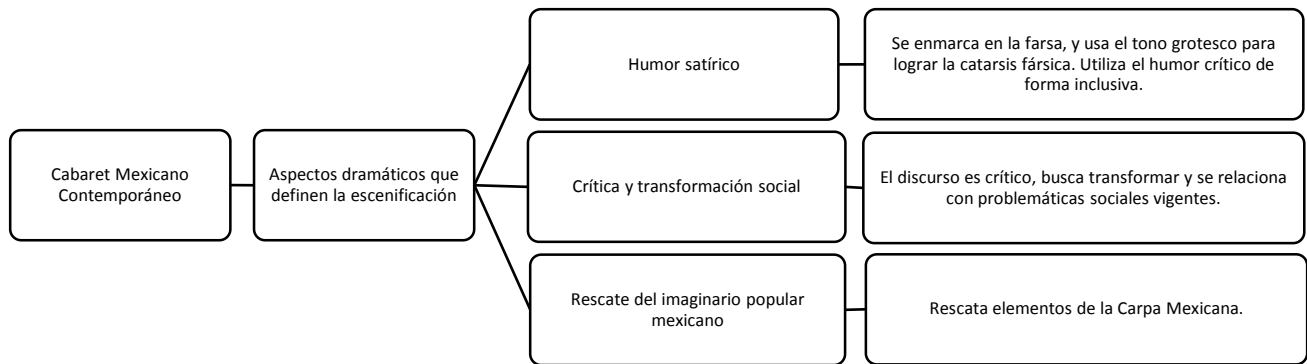 Cabaret Mexicano
Contemporáneo
Aspectos dramáticos que
definen la escenificación
Humor satírico
Se enmarca en la farsa, y usa el tono grotesco para
lograr la catarsis fársica. Utiliza el humor crítico de
forma inclusiva.
Crítica y transformación social
El discurso es crítico, busca transformar y se relaciona
con problemáticas sociales vigentes.
Rescate del imaginario popular
mexicano
Rescata elementos de la Carpa Mexicana.